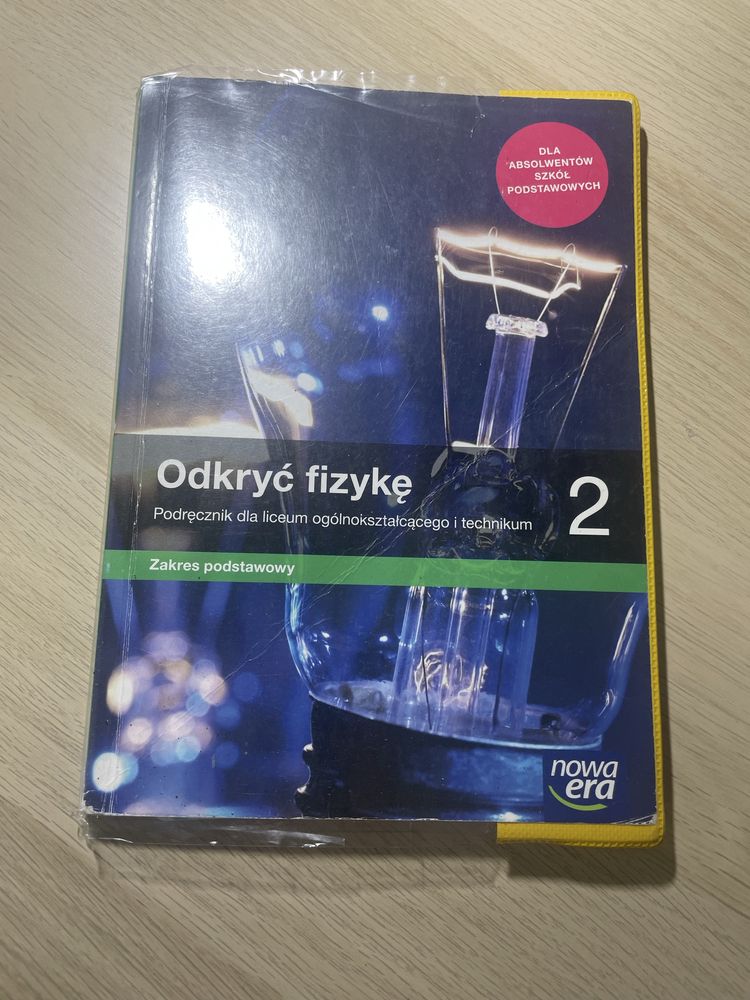 DLA
ABSOLWENTÓW
SZKÓŁ
PODSTAWOWYCH
Odkryć fizykę
2
Podręcznik dla liceum ogólnokształcącego i technikum
Zakres podstawowy
nowa
era